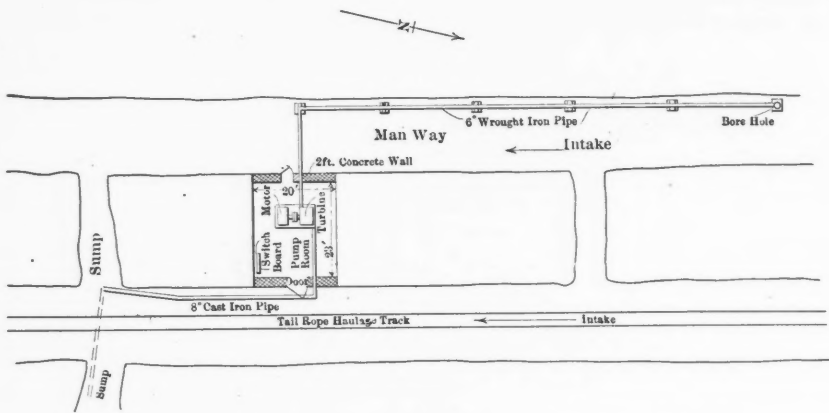 N
6" Wrought Iron Pipe
Bore Hole
Man Way
Intake
2ft. Concrete Wall
20'
Motor
Turbine
Sump
Switch
Board
Pump
Room
23'
Door
8" Cast Iron Pipe
Tail Rope Haulage Track
Intake
Sump